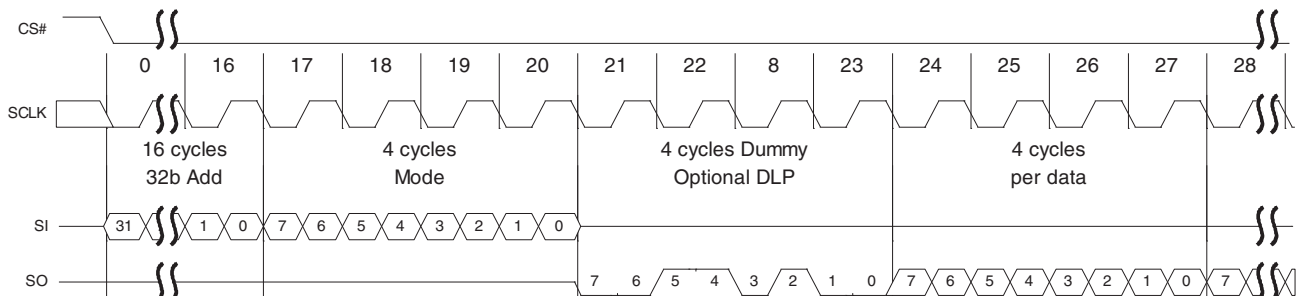 CS#
0 16 17 18 19 20 21 22 8 23 24 25 26 27 28
SCLK
16 cycles 4 cycles 4 cycles Dummy 4 cycles
32b Add Mode Optional DLP per data
SI 31 1 0 7 6 5 4 3 2 1 0
SO 7 6 5 4 3 2 1 0 7 6 5 4 3 2 1 0 7